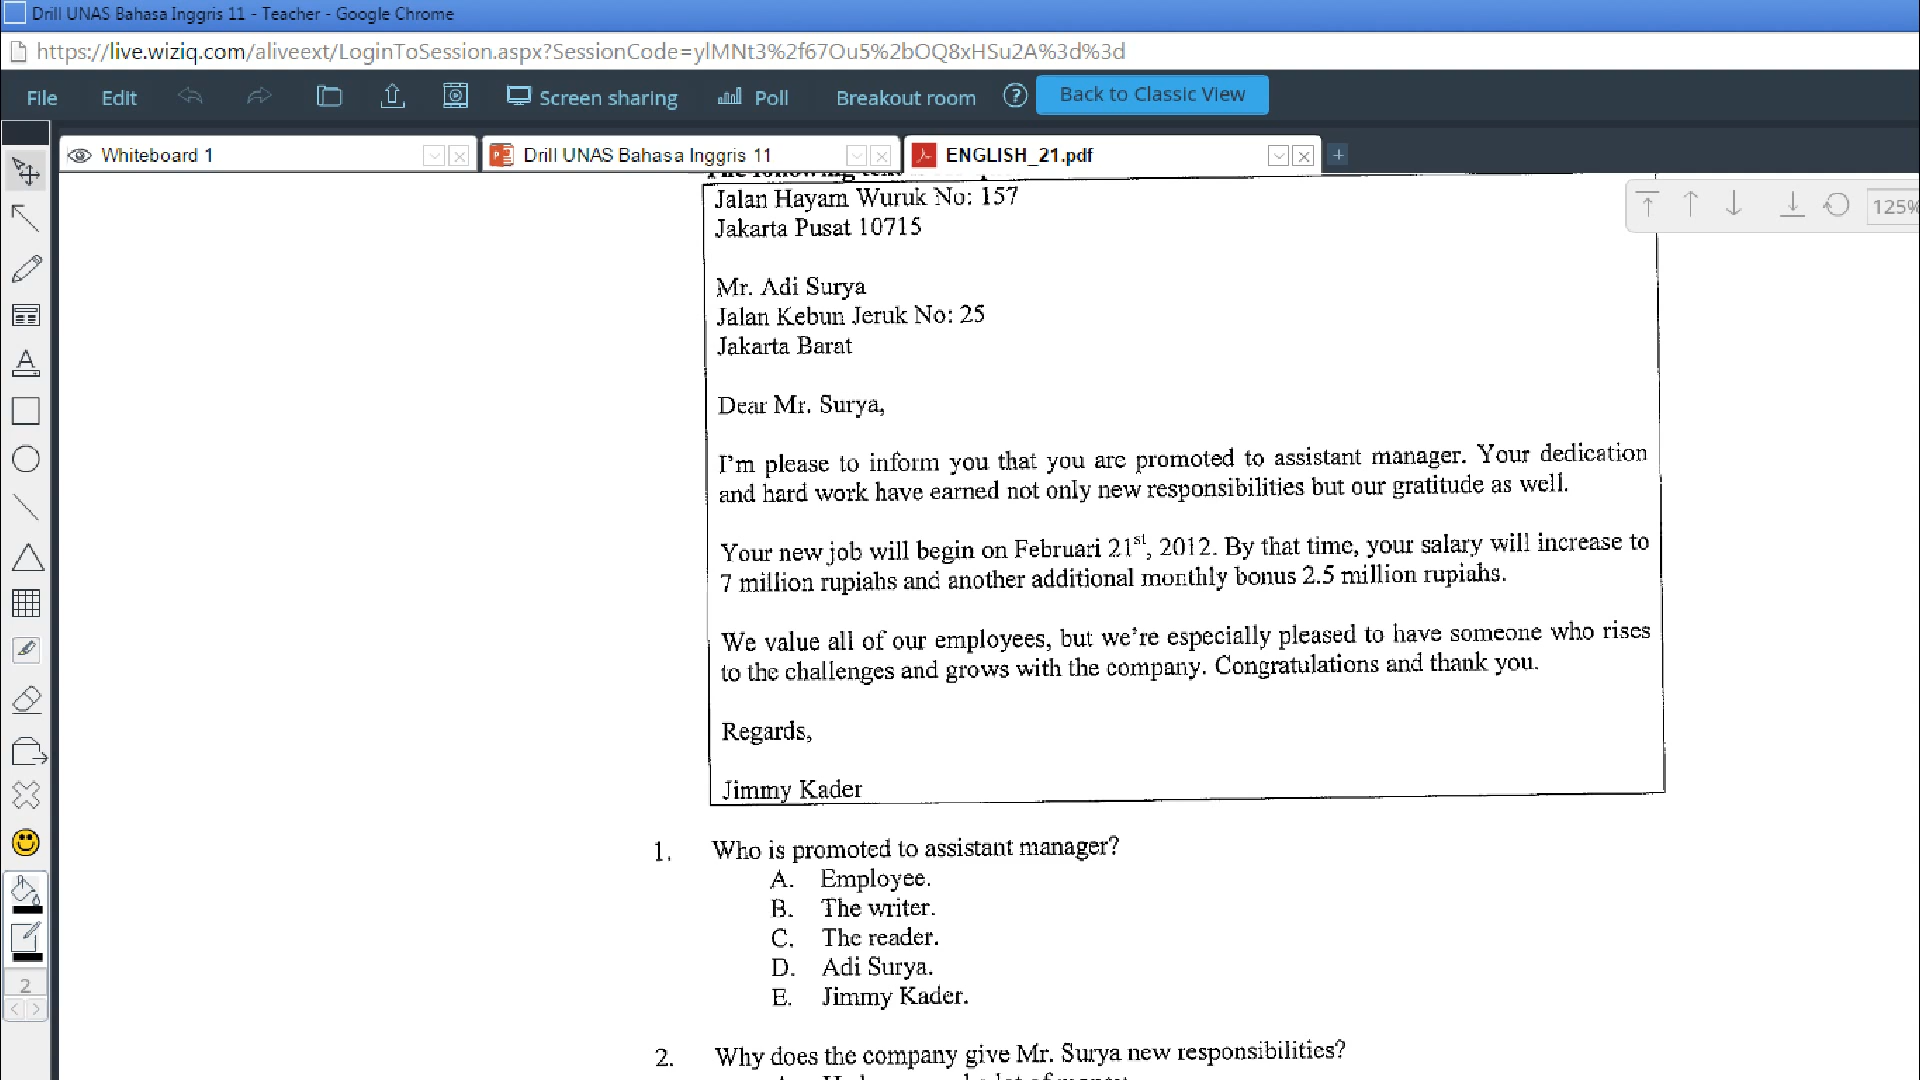 Drill UNAS Bahasa Inggris 11 - Teacher - Google Chrome
https://live.wiziq.com/aliveext/LoginToSession.aspx?SessionCode=ylMNt3%2f67Ou5%2bOQ8xHSu2A%3d%3d
File Edit Screen sharing Poll Breakout room ? Back to Classic View
Whiteboard 1 Drill UNAS Bahasa Inggris 11 ENGLISH_21.pdf +
The following text
125%
Jalan Hayam Wuruk No: 157
Jakarta Pusat 10715
Mr. Adi Surya
Jalan Kebun Jeruk No: 25
Jakarta Barat
Dear Mr. Surya,
I'm please to inform you that you are promoted to assistant manager. Your dedication
and hard work have earned not only new responsibilities but our gratitude as well.
Your new job will begin on Februari 21st, 2012. By that time, your salary will increase to
7 million rupiahs and another additional monthly bonus 2.5 million rupiahs.
We value all of our employees, but we're especially pleased to have someone who rises
to the challenges and grows with the company. Congratulations and thank you.
Regards,
Jimmy Kader
1. Who is promoted to assistant manager?
A. Employee.
B. The writer.
C. The reader.
D. Adi Surya.
E. Jimmy Kader.
2. Why does the company give Mr. Surya new responsibilities?
2